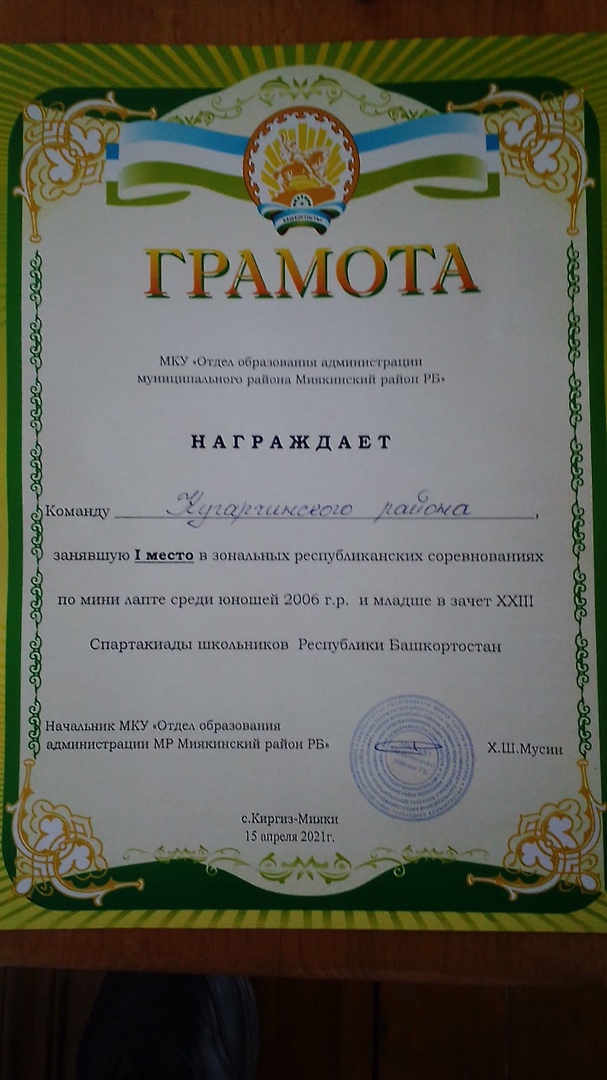 БАШКОРТОСТАН
ГРАМОТА
МКУ «Отдел образования администрации
муниципального района Миякинский район РБ»
НАГРАЖДАЕТ
Команду Кугарчинского района,
занявшую I место в зональных республиканских соревнованиях
по мини лапте среди юношей 2006 г.р. и младше в зачет XXIII
Спартакиады школьников Республики Башкортостан
Начальник МКУ «Отдел образования
администрации МР Миякинский район РБ»
Х.Ш.Мусин
с.Киргиз-Мияки
15 апреля 2021г.